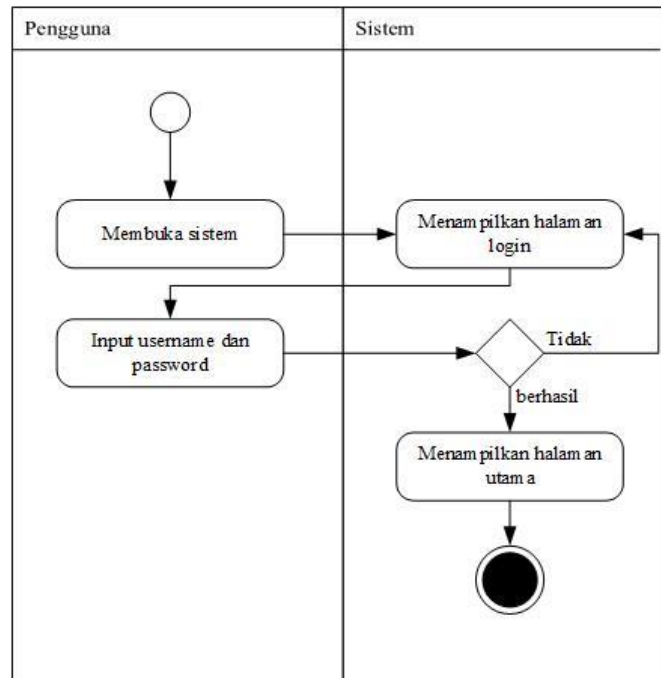 Pengguna
Sistem
Membuka sistem
Menampilkan halaman
login
Input username dan
password
Tidak
berhasil
Menampilkan halaman
utama